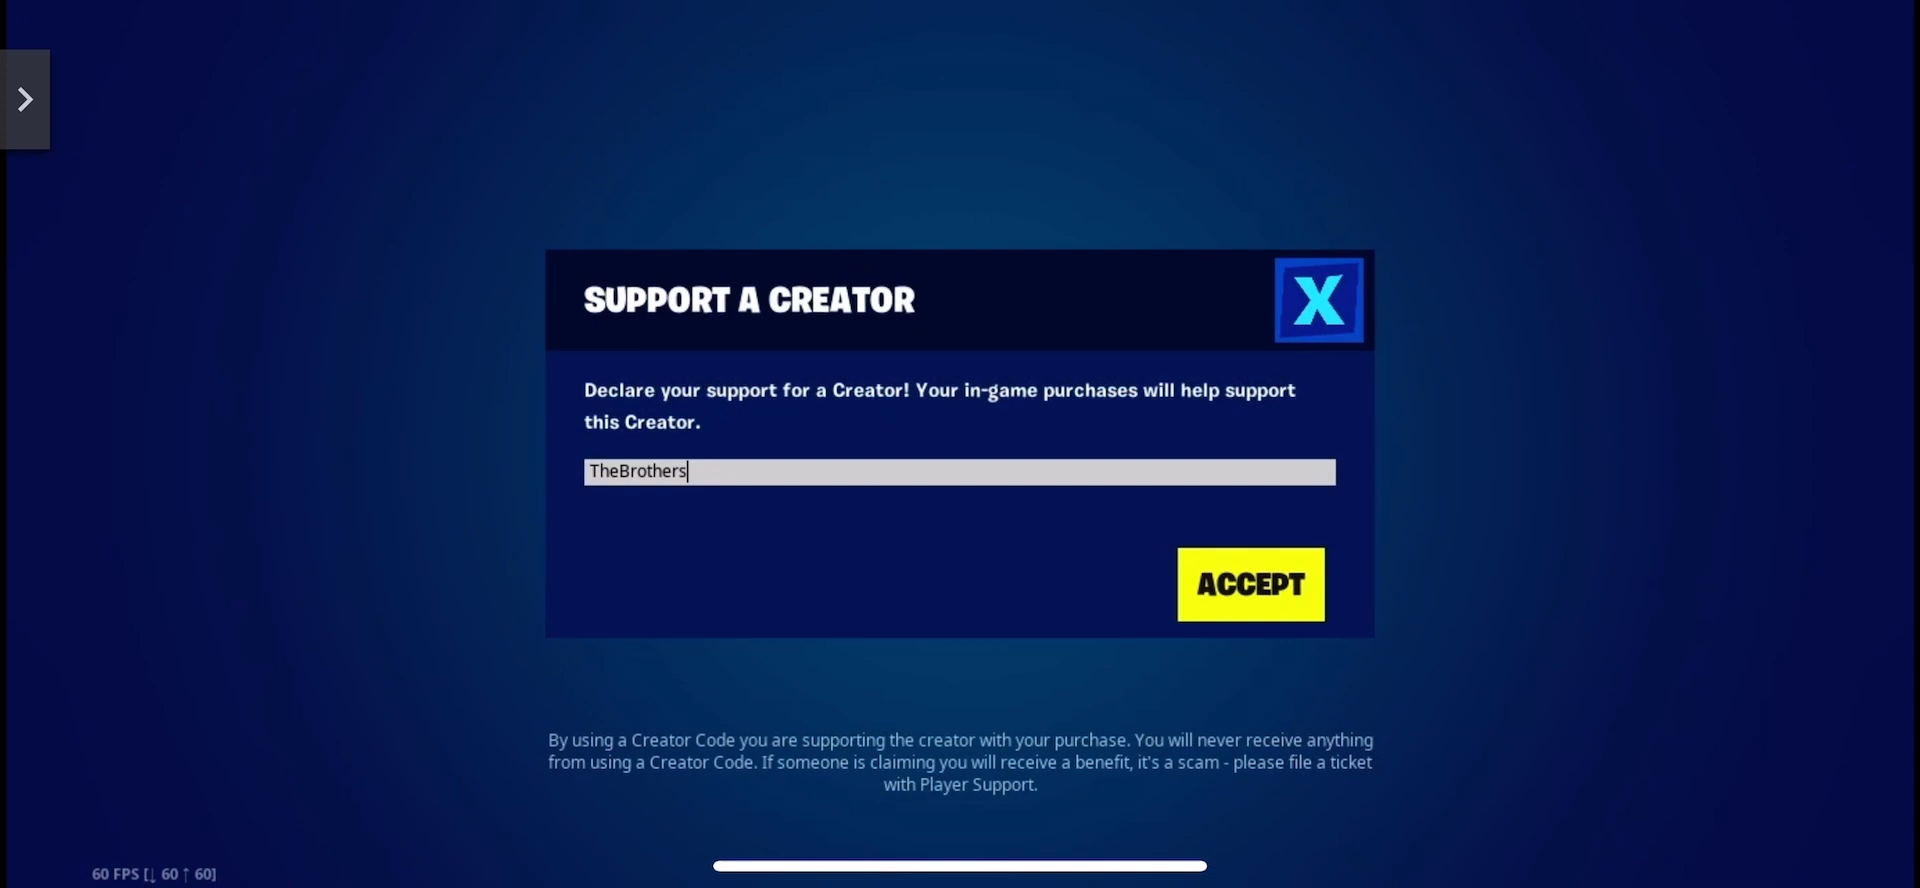 SUPPORT A CREATOR
X
Declare your support for a Creator! Your in-game purchases will help support
this Creator.
TheBrothers
ACCEPT
By using a Creator Code you are supporting the creator with your purchase. You will never receive anything
from using a Creator Code. If someone is claiming you will receive a benefit, it's a scam - please file a ticket
with Player Support.
60 FPS [↓ 60 ↑ 60]